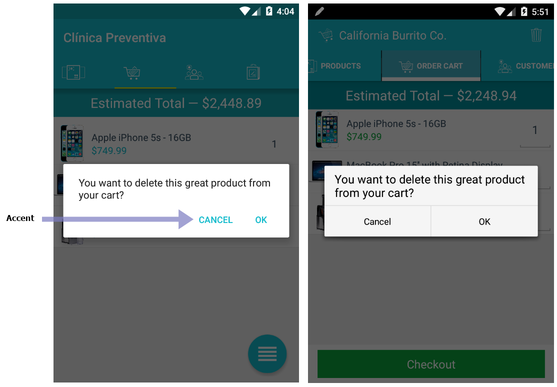 4:04
Clínica Preventiva
Estimated Total — $2,448.89
Apple iPhone 5s - 16GB
$749.99
1
You want to delete this great product from
your cart?
CANCEL
OK
Accent
5:51
California Burrito Co.
PRODUCTS
ORDER CART
CUSTOME
Estimated Total — $2,248.94
Apple iPhone 5s - 16GB
$749.99
1
MacBook Pro 15" with Retina Display
You want to delete this great product
from your cart?
Cancel
OK
Checkout